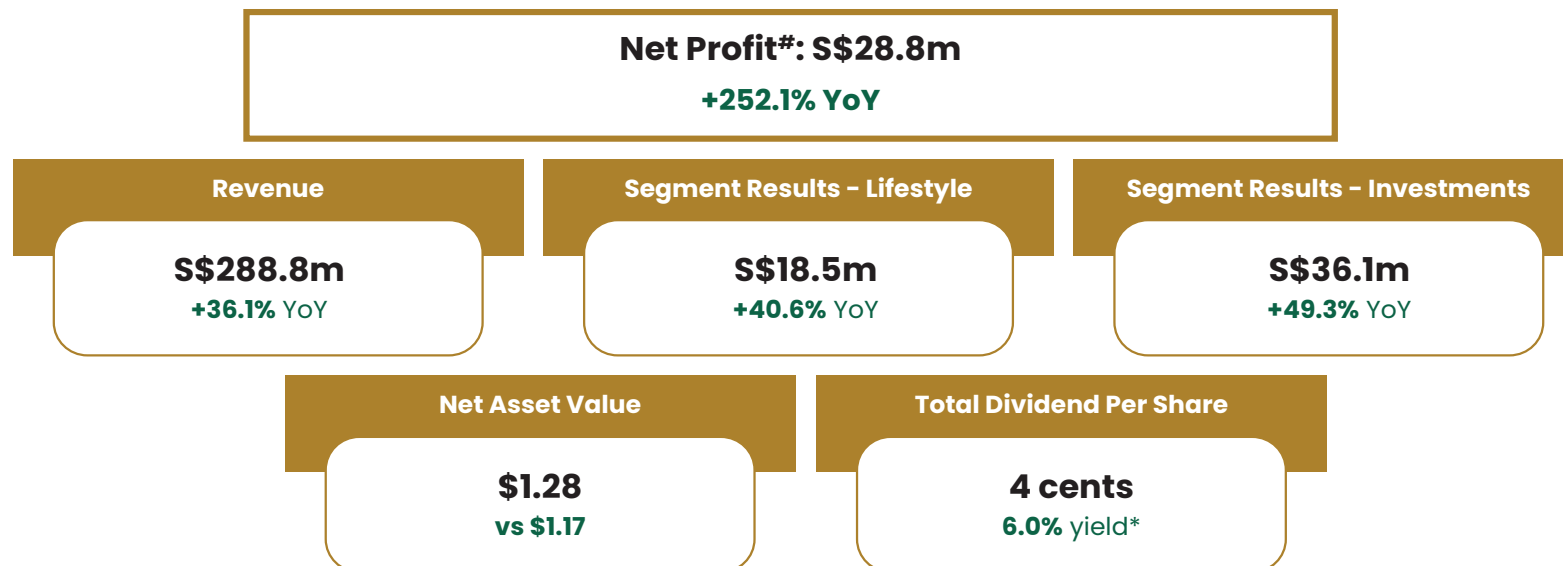 Net Profit#: S$28.8m
+252.1% YoY
Revenue
S$288.8m
+36.1% YoY
Segment Results - Lifestyle
S$18.5m
+40.6% YoY
Segment Results - Investments
S$36.1m
+49.3% YoY
Net Asset Value
$1.28
vs $1.17
Total Dividend Per Share
4 cents
6.0% yield*